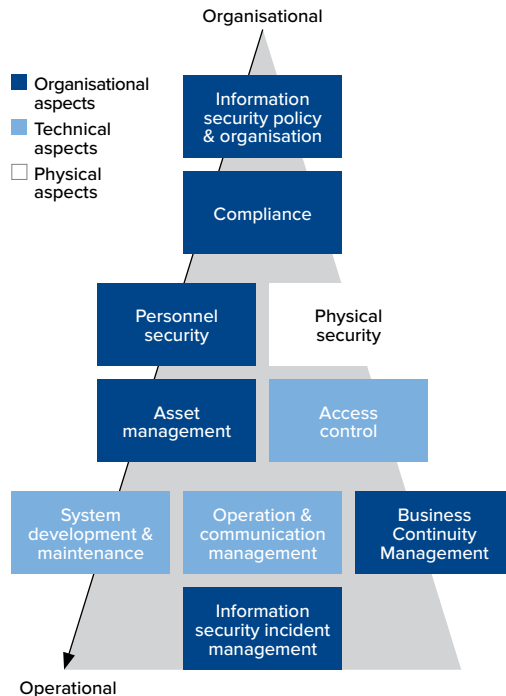 Organisational
Organisational
aspects
Technical
aspects
Physical
aspects
Information
security policy
& organisation
Compliance
Personnel
security
Physical
security
Asset
management
Access
control
System
development &
maintenance
Operation &
communication
management
Business
Continuity
Management
Information
security incident
management
Operational